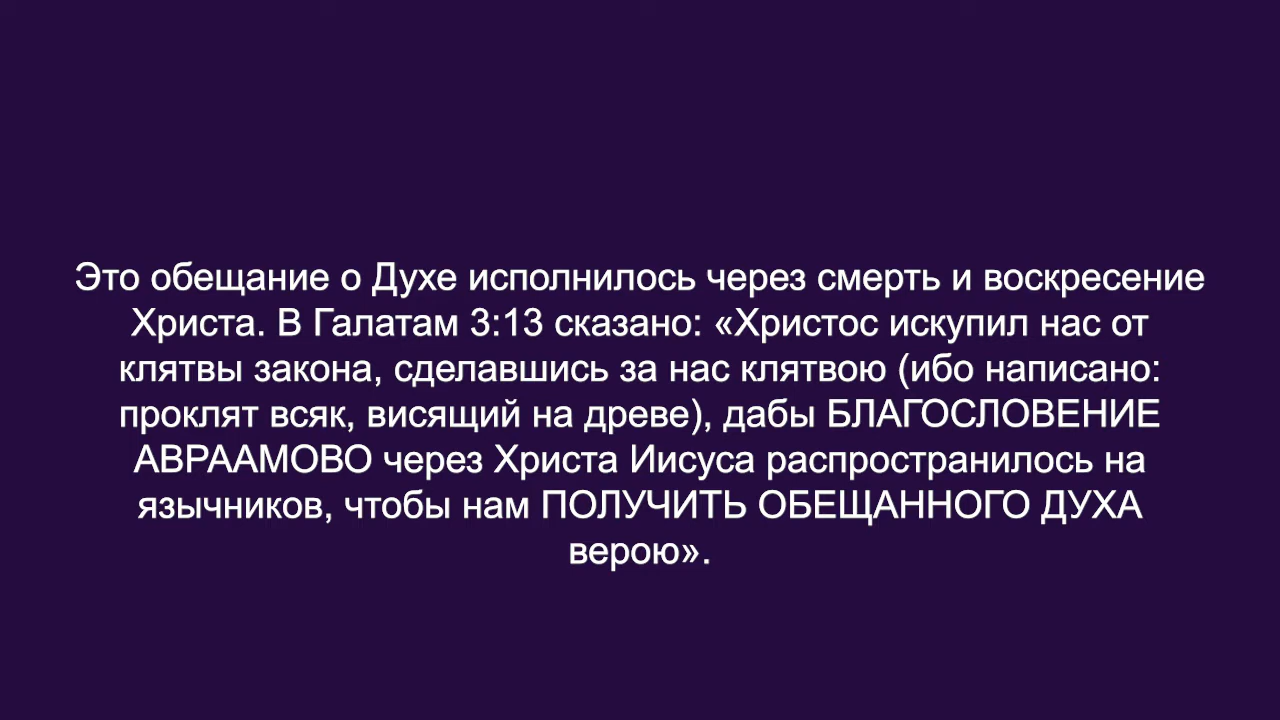 Это обещание о Духе исполнилось через смерть и воскресение
Христа. В Галатам 3:13 сказано: «Христос искупил нас от
клятвы закона, сделавшись за нас клятвою (ибо написано:
проклят всяк, висящий на древе), дабы БЛАГОСЛОВЕНИЕ
АВРААМОВО через Христа Иисуса распространилось на
язычников, чтобы нам ПОЛУЧИТЬ ОБЕЩАННОГО ДУХА
верою».